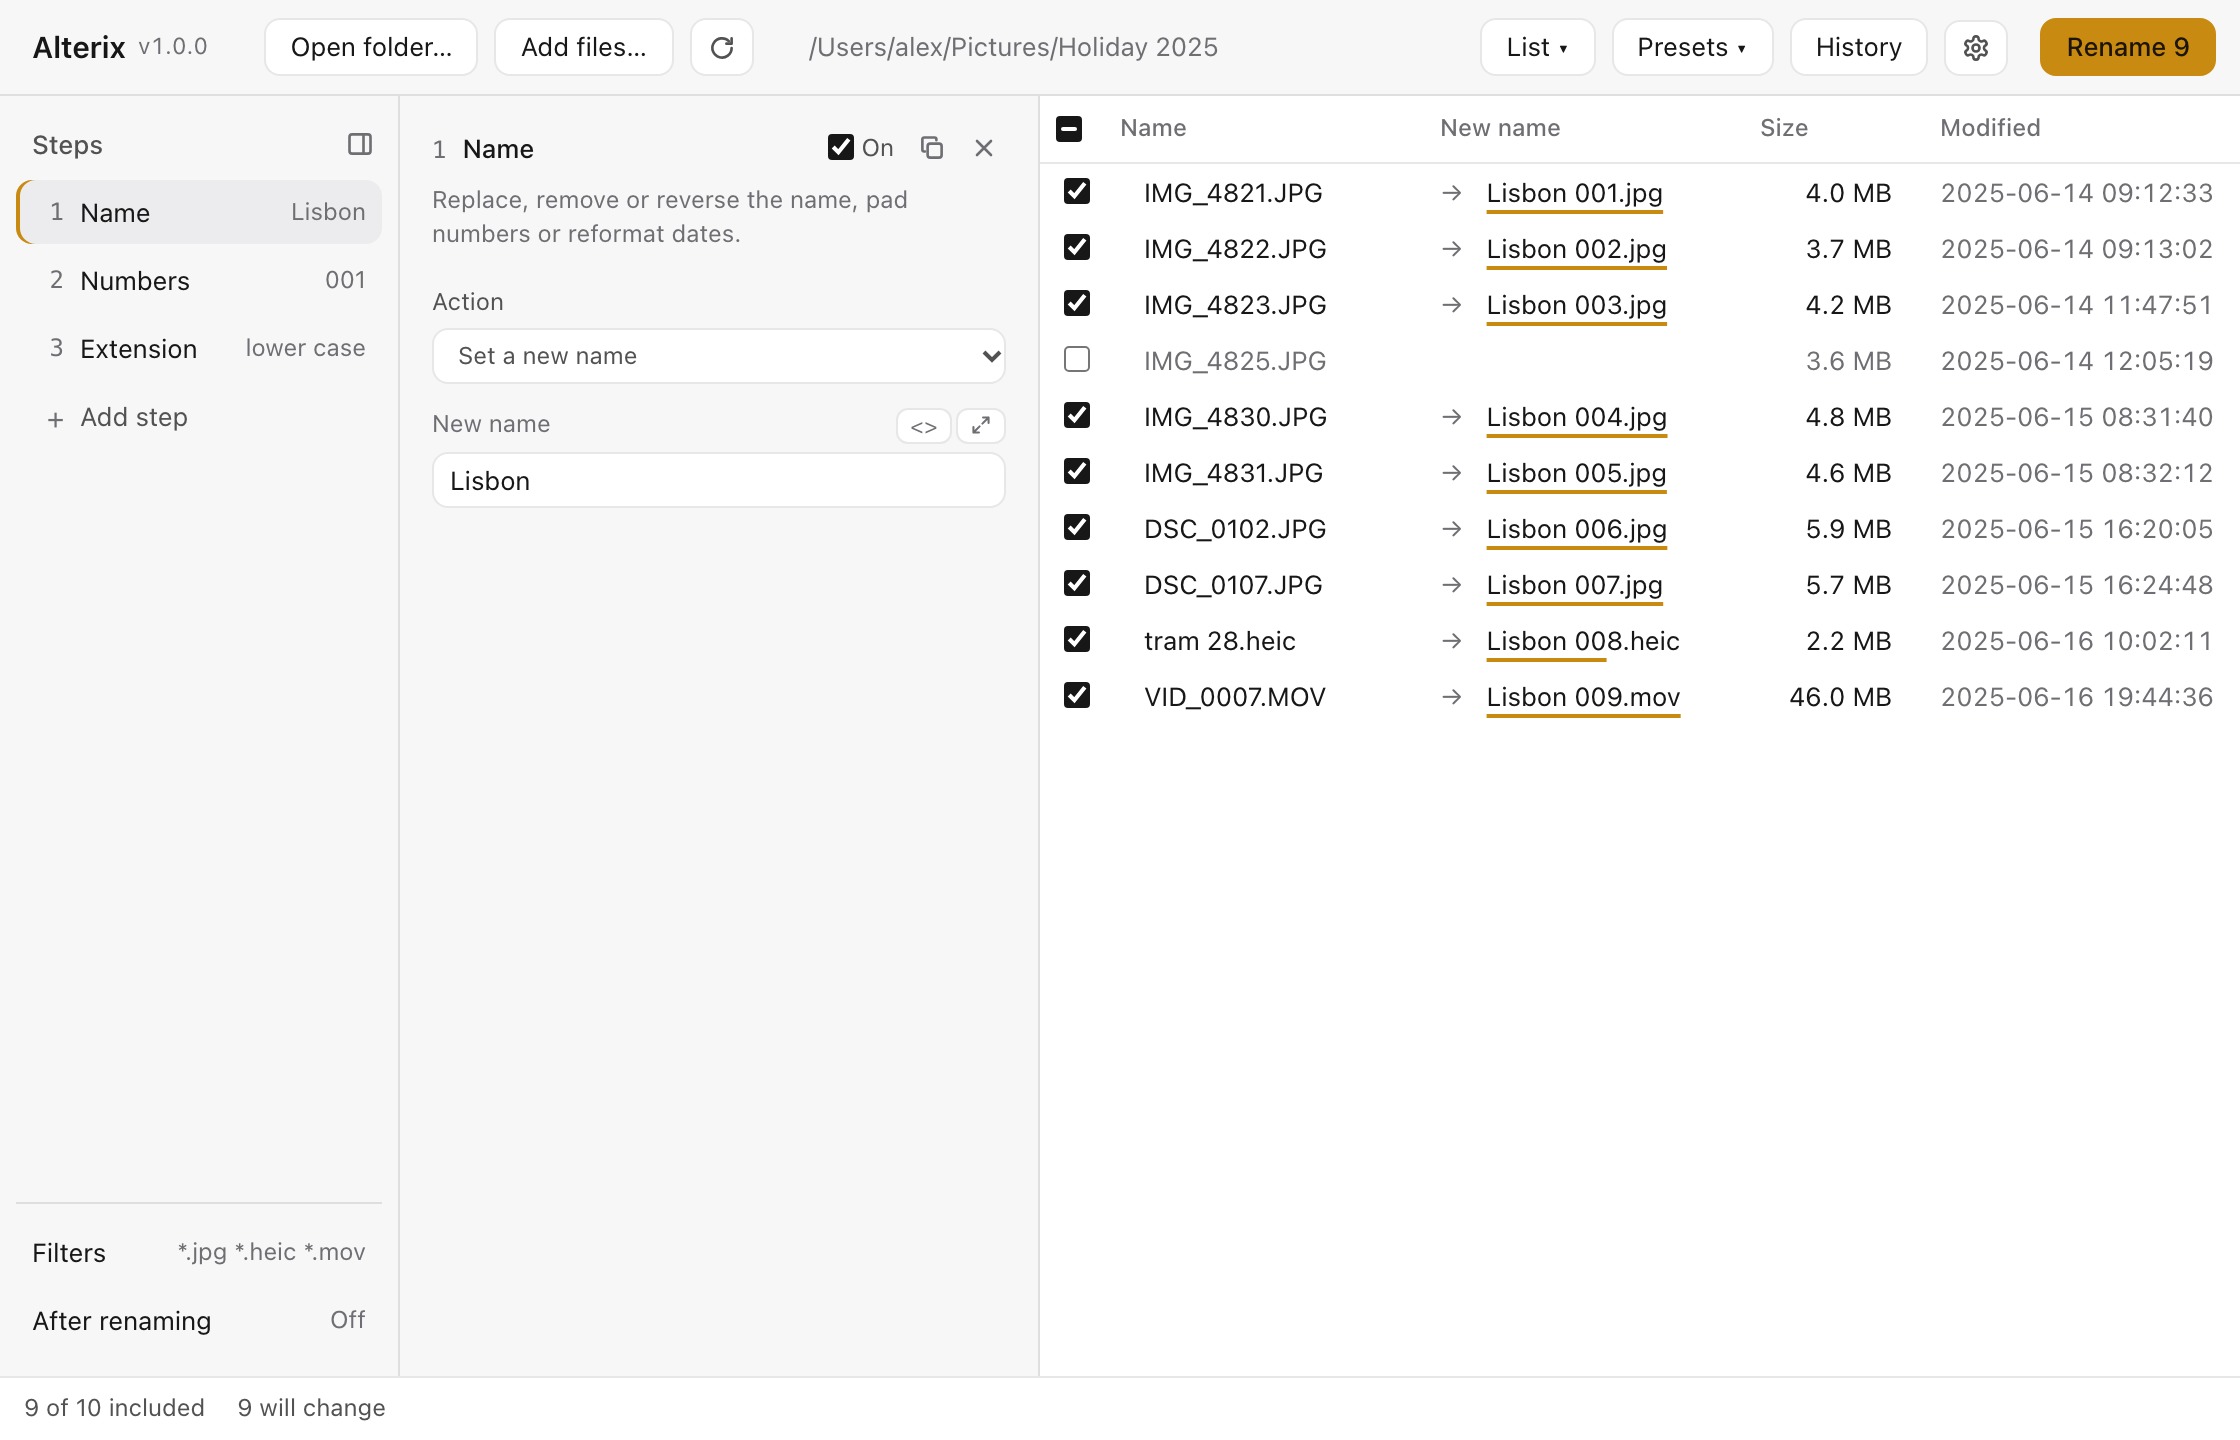 Alterix v1.0.0 Open folder... Add files... /Users/alex/Pictures/Holiday 2025 List ▾ Presets ▾ History Rename 9
Steps
1 Name Lisbon
2 Numbers 001
3 Extension lower case
+ Add step
Filters *.jpg *.heic *.mov
After renaming Off
1 Name On
Replace, remove or reverse the name, pad
numbers or reformat dates.
Action
Set a new name
New name <>
Lisbon
Name New name Size Modified
IMG_4821.JPG → Lisbon 001.jpg 4.0 MB 2025-06-14 09:12:33
IMG_4822.JPG → Lisbon 002.jpg 3.7 MB 2025-06-14 09:13:02
IMG_4823.JPG → Lisbon 003.jpg 4.2 MB 2025-06-14 11:47:51
IMG_4825.JPG 3.6 MB 2025-06-14 12:05:19
IMG_4830.JPG → Lisbon 004.jpg 4.8 MB 2025-06-15 08:31:40
IMG_4831.JPG → Lisbon 005.jpg 4.6 MB 2025-06-15 08:32:12
DSC_0102.JPG → Lisbon 006.jpg 5.9 MB 2025-06-15 16:20:05
DSC_0107.JPG → Lisbon 007.jpg 5.7 MB 2025-06-15 16:24:48
tram 28.heic → Lisbon 008.heic 2.2 MB 2025-06-16 10:02:11
VID_0007.MOV → Lisbon 009.mov 46.0 MB 2025-06-16 19:44:36
9 of 10 included 9 will change